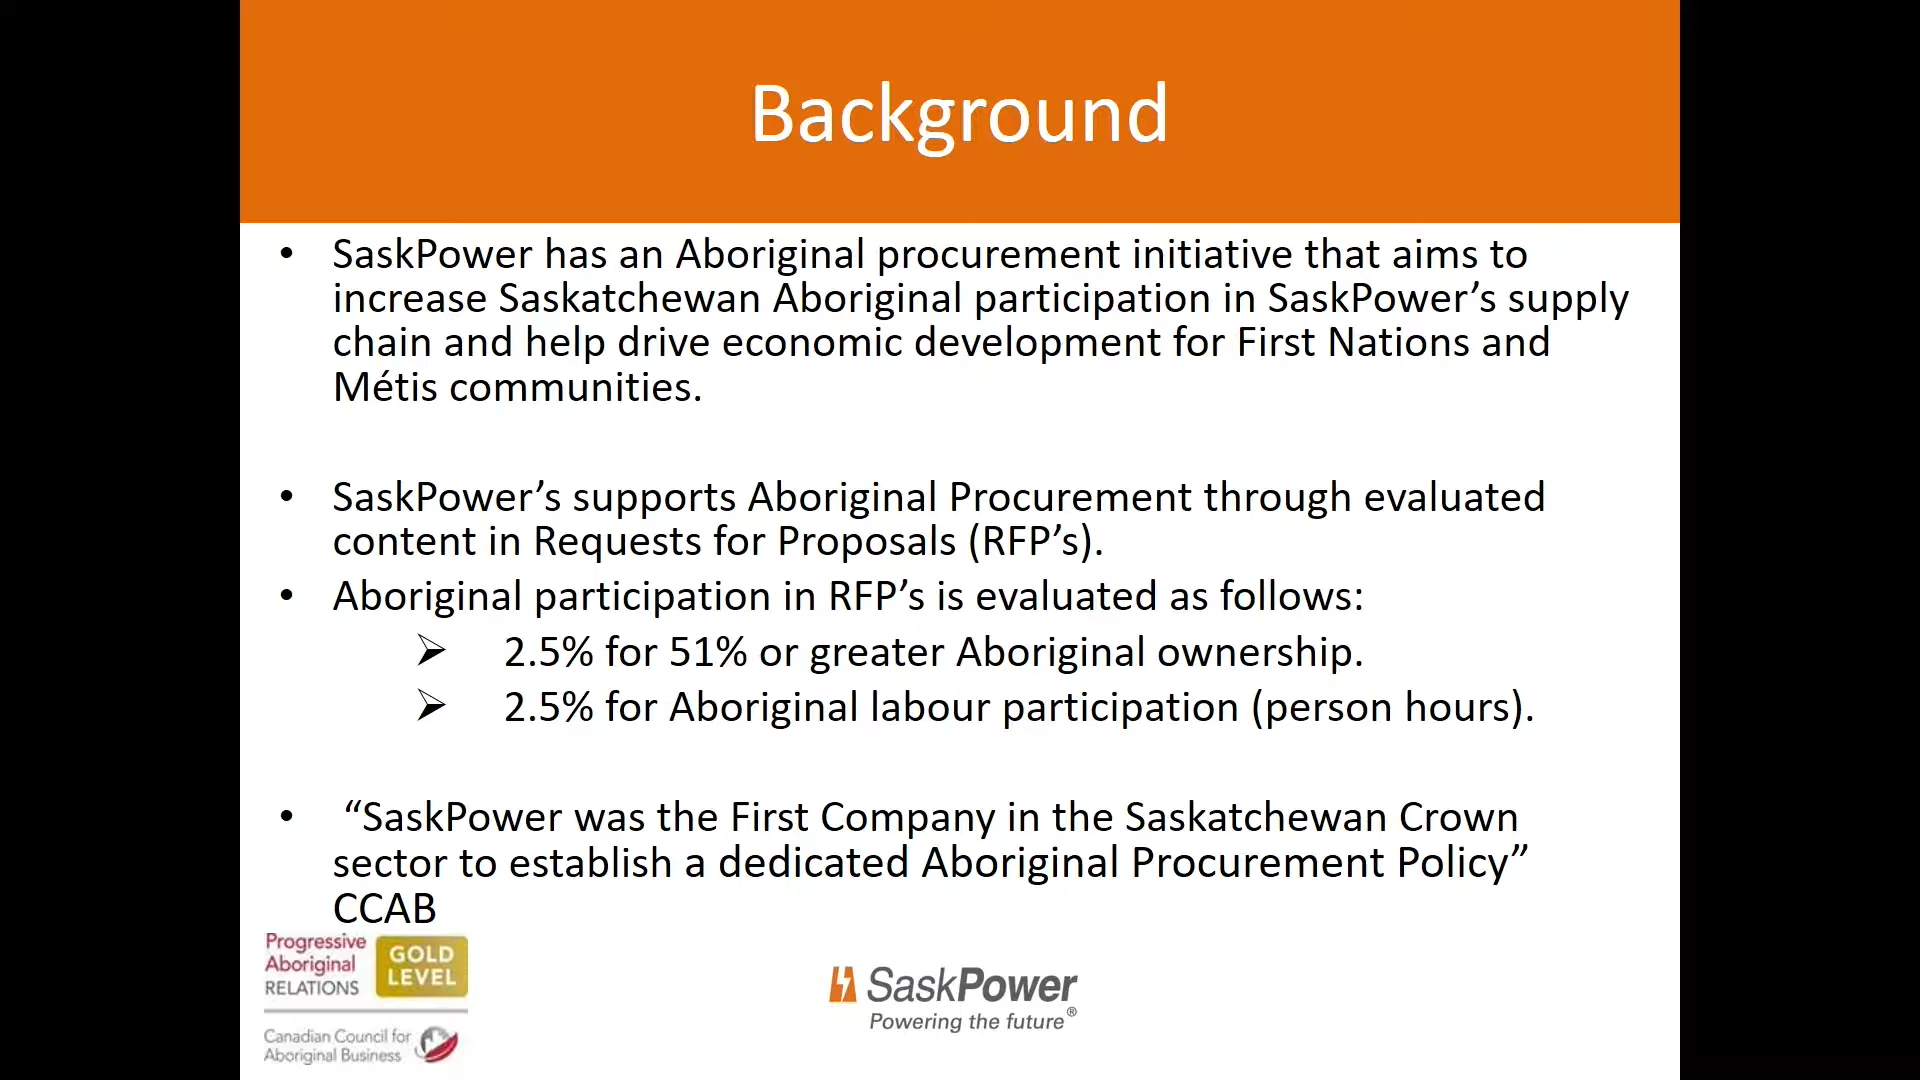 Background
• SaskPower has an Aboriginal procurement initiative that aims to
increase Saskatchewan Aboriginal participation in SaskPower’s supply
chain and help drive economic development for First Nations and
Métis communities.
• SaskPower’s supports Aboriginal Procurement through evaluated
content in Requests for Proposals (RFP’s).
• Aboriginal participation in RFP’s is evaluated as follows:
➢ 2.5% for 51% or greater Aboriginal ownership.
➢ 2.5% for Aboriginal labour participation (person hours).
• “SaskPower was the First Company in the Saskatchewan Crown
sector to establish a dedicated Aboriginal Procurement Policy”
CCAB
Progressive
Aboriginal
RELATIONS
GOLD
LEVEL
Canadian Council for
Aboriginal Business
SaskPower
Powering the future®